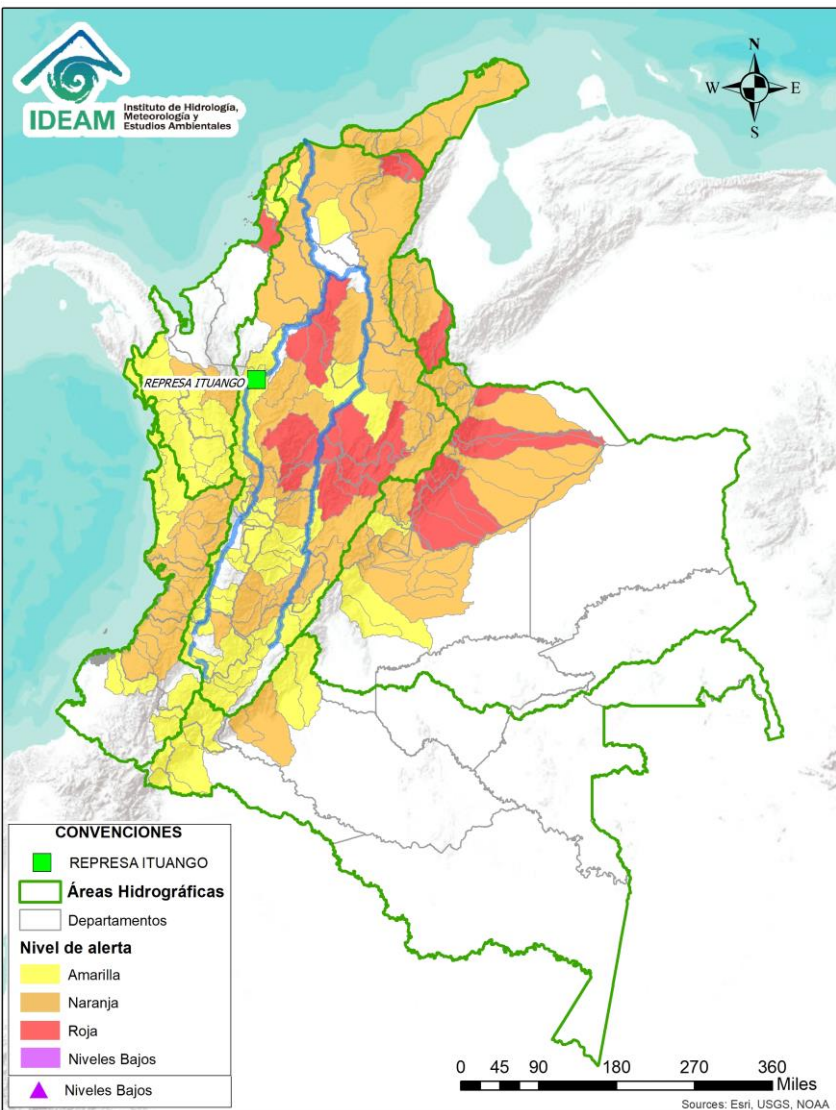 IDEAM
Instituto de Hidrología,
Meteorología y
Estudios Ambientales
N
W
E
S
REPRESA ITUANGO
CONVENCIONES
REPRESA ITUANGO
Áreas Hidrográficas
Departamentos
Nivel de alerta
Amarilla
Naranja
Roja
Niveles Bajos
Niveles Bajos
0 45 90 180 270 360
Miles
Sources: Esri, USGS, NOAA